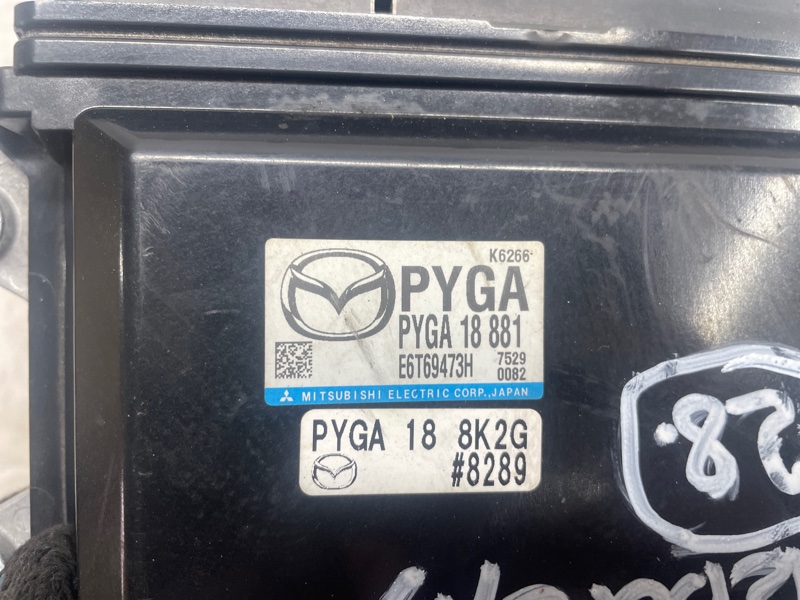 K6266
PYGA
PYGA 18 881
E6T69473H 7529
0082
MITSUBISHI ELECTRIC CORP., JAPAN
PYGA 18 8K2G
#8289